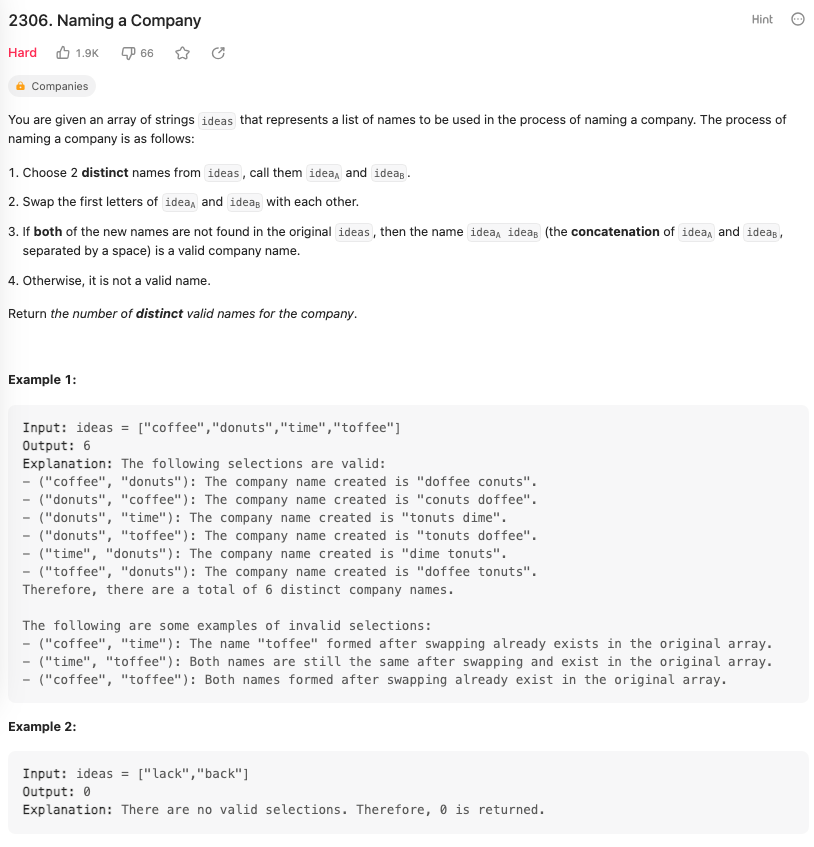 2306. Naming a Company
Hint
Hard 1.9K 66
Companies
You are given an array of strings ideas that represents a list of names to be used in the process of naming a company. The process of
naming a company is as follows:
1. Choose 2 distinct names from ideas, call them ideaA and ideaB.
2. Swap the first letters of ideaA and ideaB with each other.
3. If both of the new names are not found in the original ideas, then the name ideaA ideaB (the concatenation of ideaA and ideaB,
separated by a space) is a valid company name.
4. Otherwise, it is not a valid name.
Return the number of distinct valid names for the company.
Example 1:
Input: ideas = ["coffee","donuts","time","toffee"]
Output: 6
Explanation: The following selections are valid:
- ("coffee", "donuts"): The company name created is "doffee conuts".
- ("donuts", "coffee"): The company name created is "conuts doffee".
- ("donuts", "time"): The company name created is "tonuts dime".
- ("donuts", "toffee"): The company name created is "tonuts doffee".
- ("time", "donuts"): The company name created is "dime tonuts".
- ("toffee", "donuts"): The company name created is "doffee tonuts".
Therefore, there are a total of 6 distinct company names.
The following are some examples of invalid selections:
- ("coffee", "time"): The name "toffee" formed after swapping already exists in the original array.
- ("time", "toffee"): Both names are still the same after swapping and exist in the original array.
- ("coffee", "toffee"): Both names formed after swapping already exist in the original array.
Example 2:
Input: ideas = ["lack","back"]
Output: 0
Explanation: There are no valid selections. Therefore, 0 is returned.